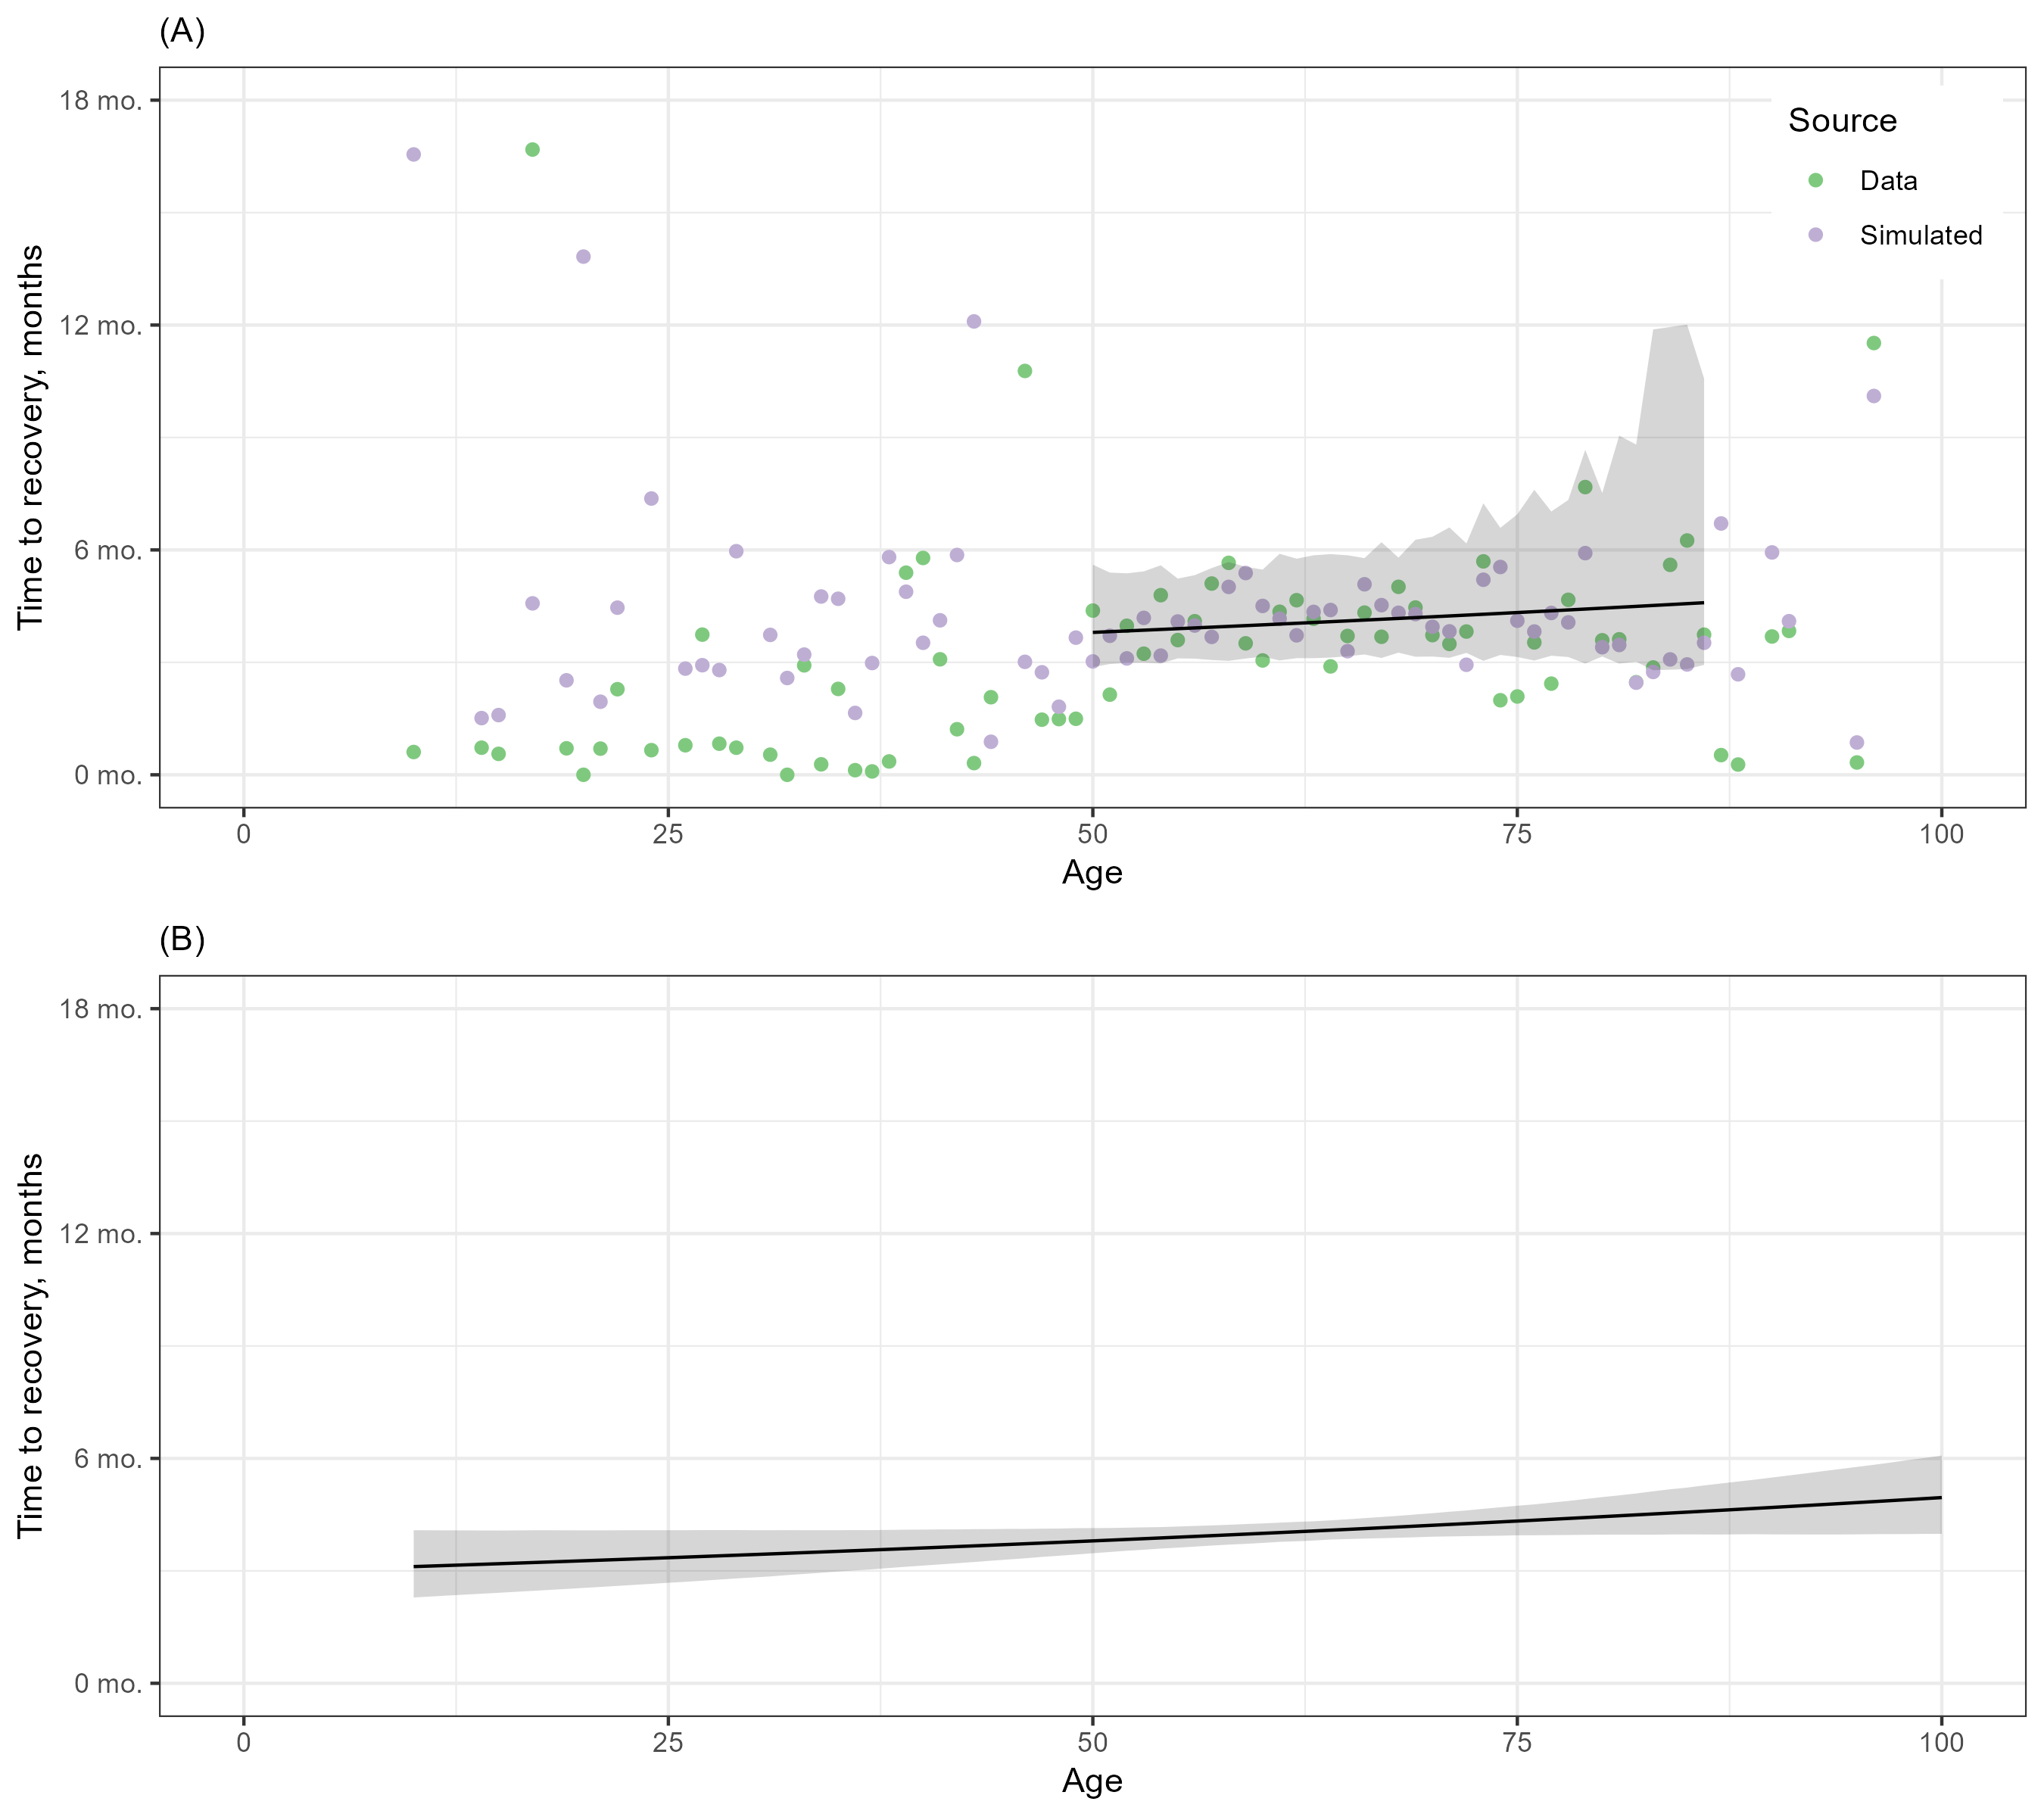 (A)
Time to recovery, months
18 mo.
12 mo.
6 mo.
0 mo.
Source
Data
Simulated
0 25 50 75 100
Age
(B)
Time to recovery, months
18 mo.
12 mo.
6 mo.
0 mo.
0 25 50 75 100
Age